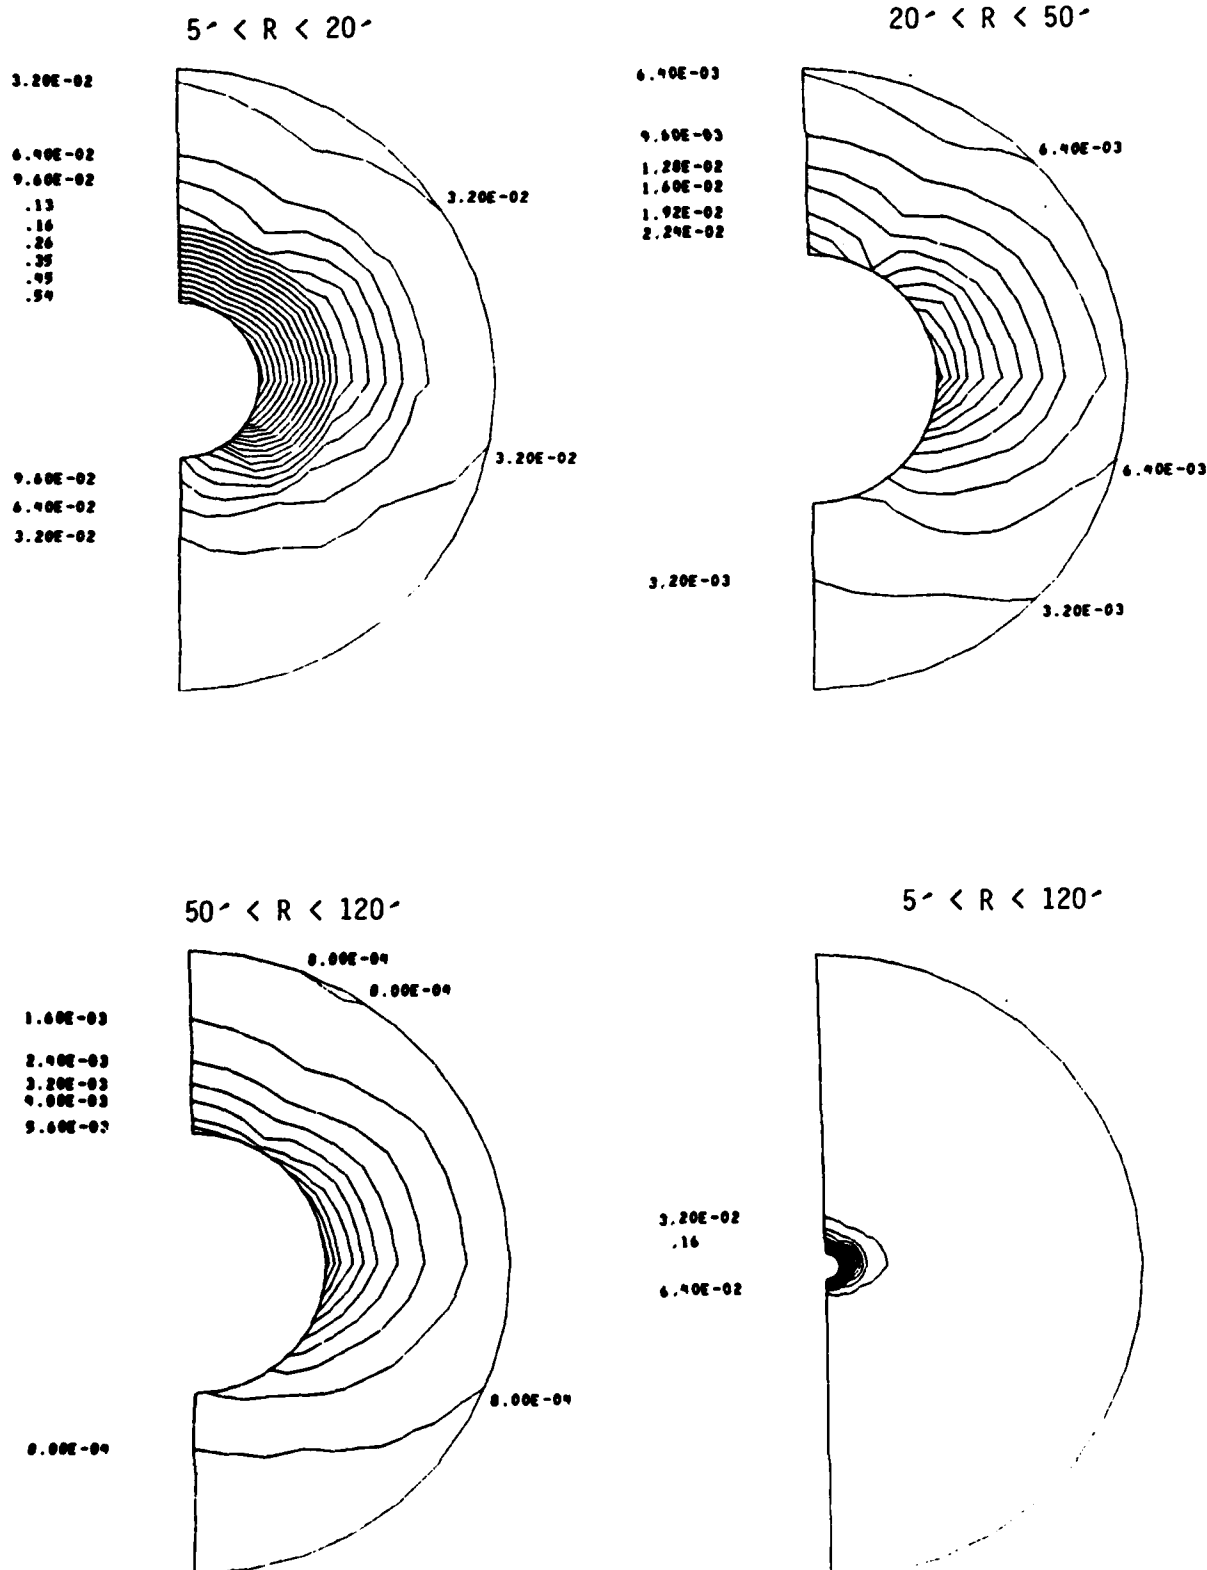 5´ < R < 20´
3.20E-02
6.40E-02
9.60E-02
.13
.16
.26
.35
.45
.54
3.20E-02
3.20E-02
9.60E-02
6.40E-02
3.20E-02
20´ < R < 50´
6.40E-03
9.60E-03
1.28E-02
1.60E-02
1.92E-02
2.24E-02
6.40E-03
6.40E-03
3.20E-03
3.20E-03
50´ < R < 120´
8.00E-04
8.00E-04
1.60E-03
2.40E-03
3.20E-03
4.00E-03
5.60E-03
8.00E-04
8.00E-04
5´ < R < 120´
3.20E-02
.16
6.40E-02